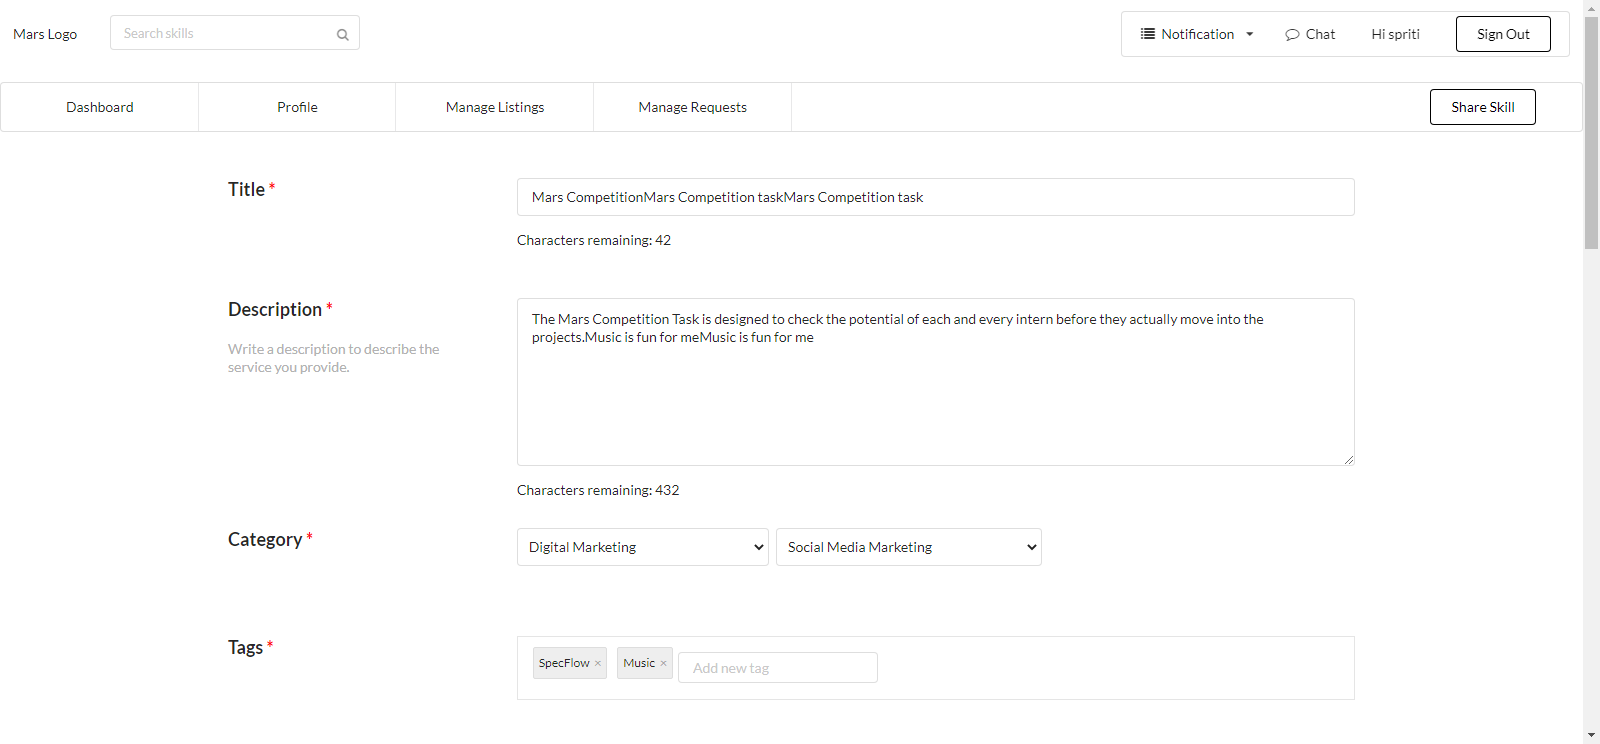 Mars Logo
Search skills
Notification
Chat
Hi spriti
Sign Out
Dashboard
Profile
Manage Listings
Manage Requests
Share Skill
Title *
Mars CompetitionMars Competition taskMars Competition task
Characters remaining: 42
Description *
Write a description to describe the
service you provide.
The Mars Competition Task is designed to check the potential of each and every intern before they actually move into the
projects.Music is fun for meMusic is fun for me
Characters remaining: 432
Category *
Digital Marketing
Social Media Marketing
Tags *
SpecFlow ×
Music ×
Add new tag